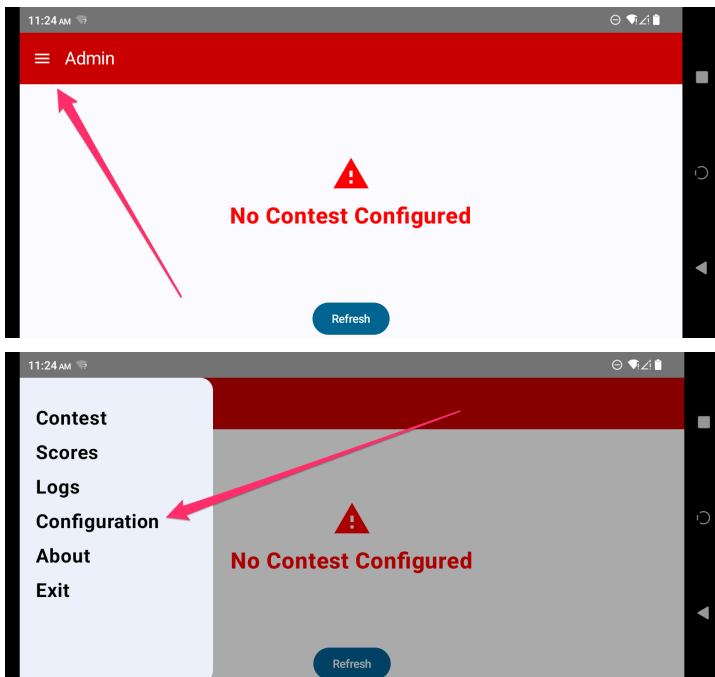 11:24 AM
Admin
No Contest Configured
Refresh
11:24 AM
Contest
Scores
Logs
Configuration
About
Exit
No Contest Configured
Refresh